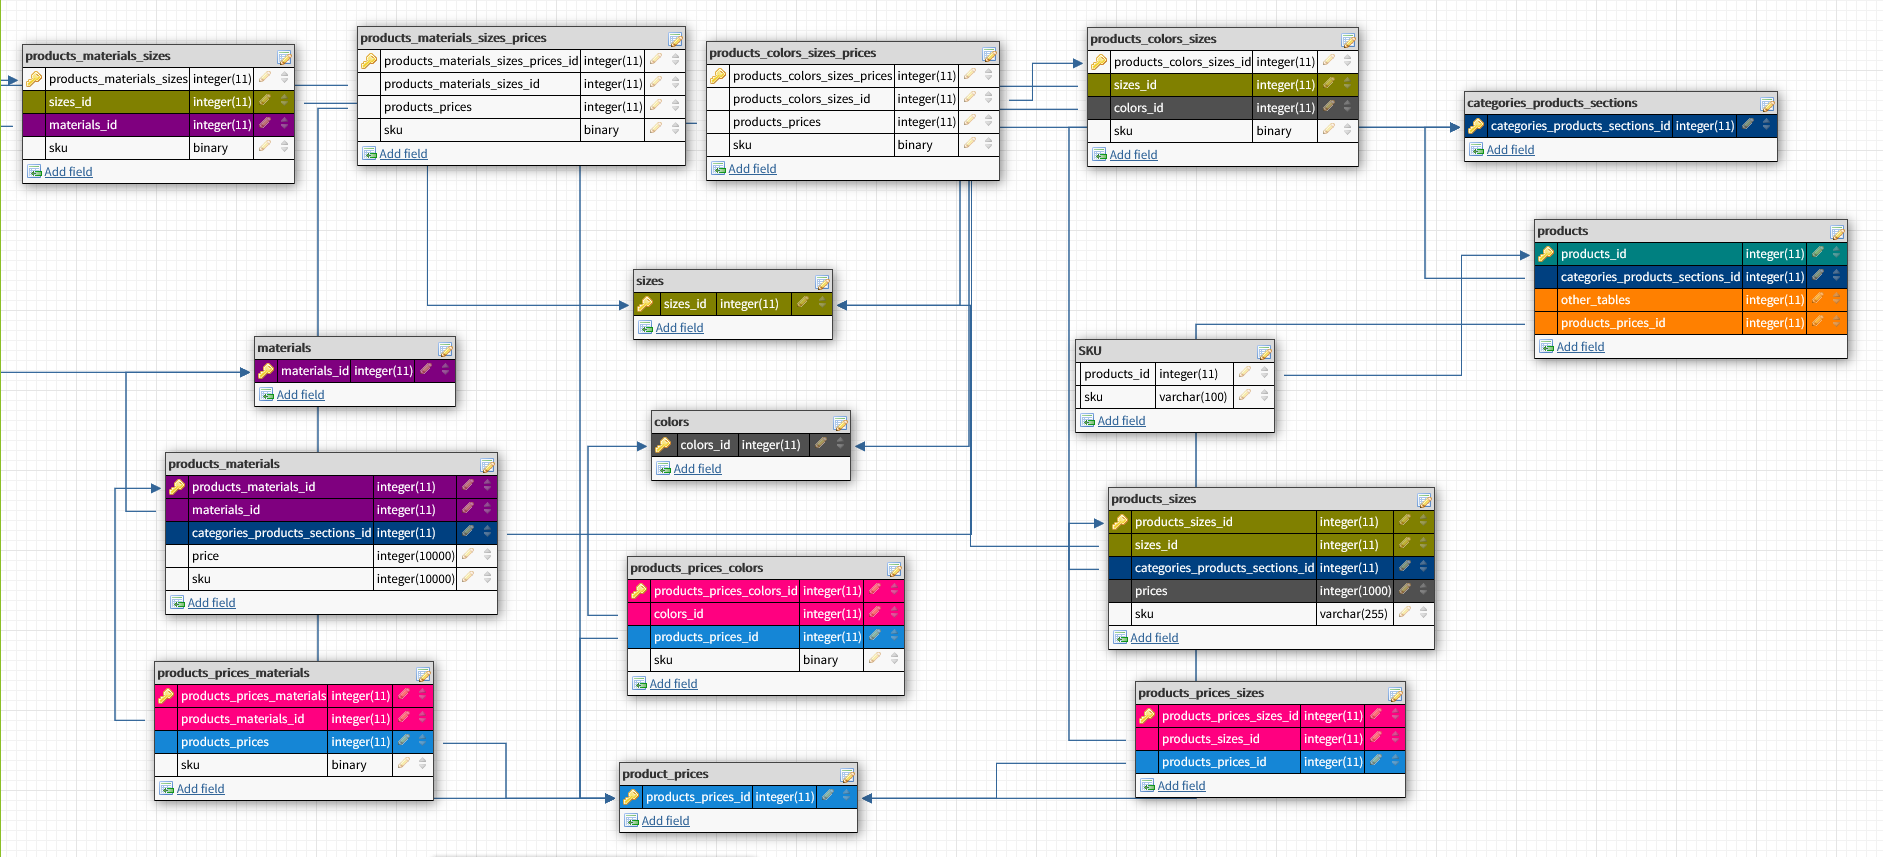 products_materials_sizes
products_materials_sizes integer(11)
sizes_id integer(11)
materials_id integer(11)
sku binary
Add field
products_materials_sizes_prices
products_materials_sizes_prices_id integer(11)
products_materials_sizes_id integer(11)
products_prices integer(11)
sku binary
Add field
products_colors_sizes_prices
products_colors_sizes_prices integer(11)
products_colors_sizes_id integer(11)
products_prices integer(11)
sku binary
Add field
products_colors_sizes
products_colors_sizes_id integer(11)
sizes_id integer(11)
colors_id integer(11)
sku binary
Add field
categories_products_sections
categories_products_sections_id integer(11)
Add field
products
products_id integer(11)
categories_products_sections_id integer(11)
other_tables integer(11)
products_prices_id integer(11)
Add field
sizes
sizes_id integer(11)
Add field
materials
materials_id integer(11)
Add field
SKU
products_id integer(11)
sku varchar(100)
Add field
colors
colors_id integer(11)
Add field
products_materials
products_materials_id integer(11)
materials_id integer(11)
categories_products_sections_id integer(11)
price integer(10000)
sku integer(10000)
Add field
products_sizes
products_sizes_id integer(11)
sizes_id integer(11)
categories_products_sections_id integer(11)
prices integer(1000)
sku varchar(255)
Add field
products_prices_colors
products_prices_colors_id integer(11)
colors_id integer(11)
products_prices_id integer(11)
sku binary
Add field
products_prices_materials
products_prices_materials integer(11)
products_materials_id integer(11)
products_prices integer(11)
sku binary
Add field
products_prices_sizes
products_prices_sizes_id integer(11)
products_sizes_id integer(11)
products_prices_id integer(11)
Add field
product_prices
products_prices_id integer(11)
Add field